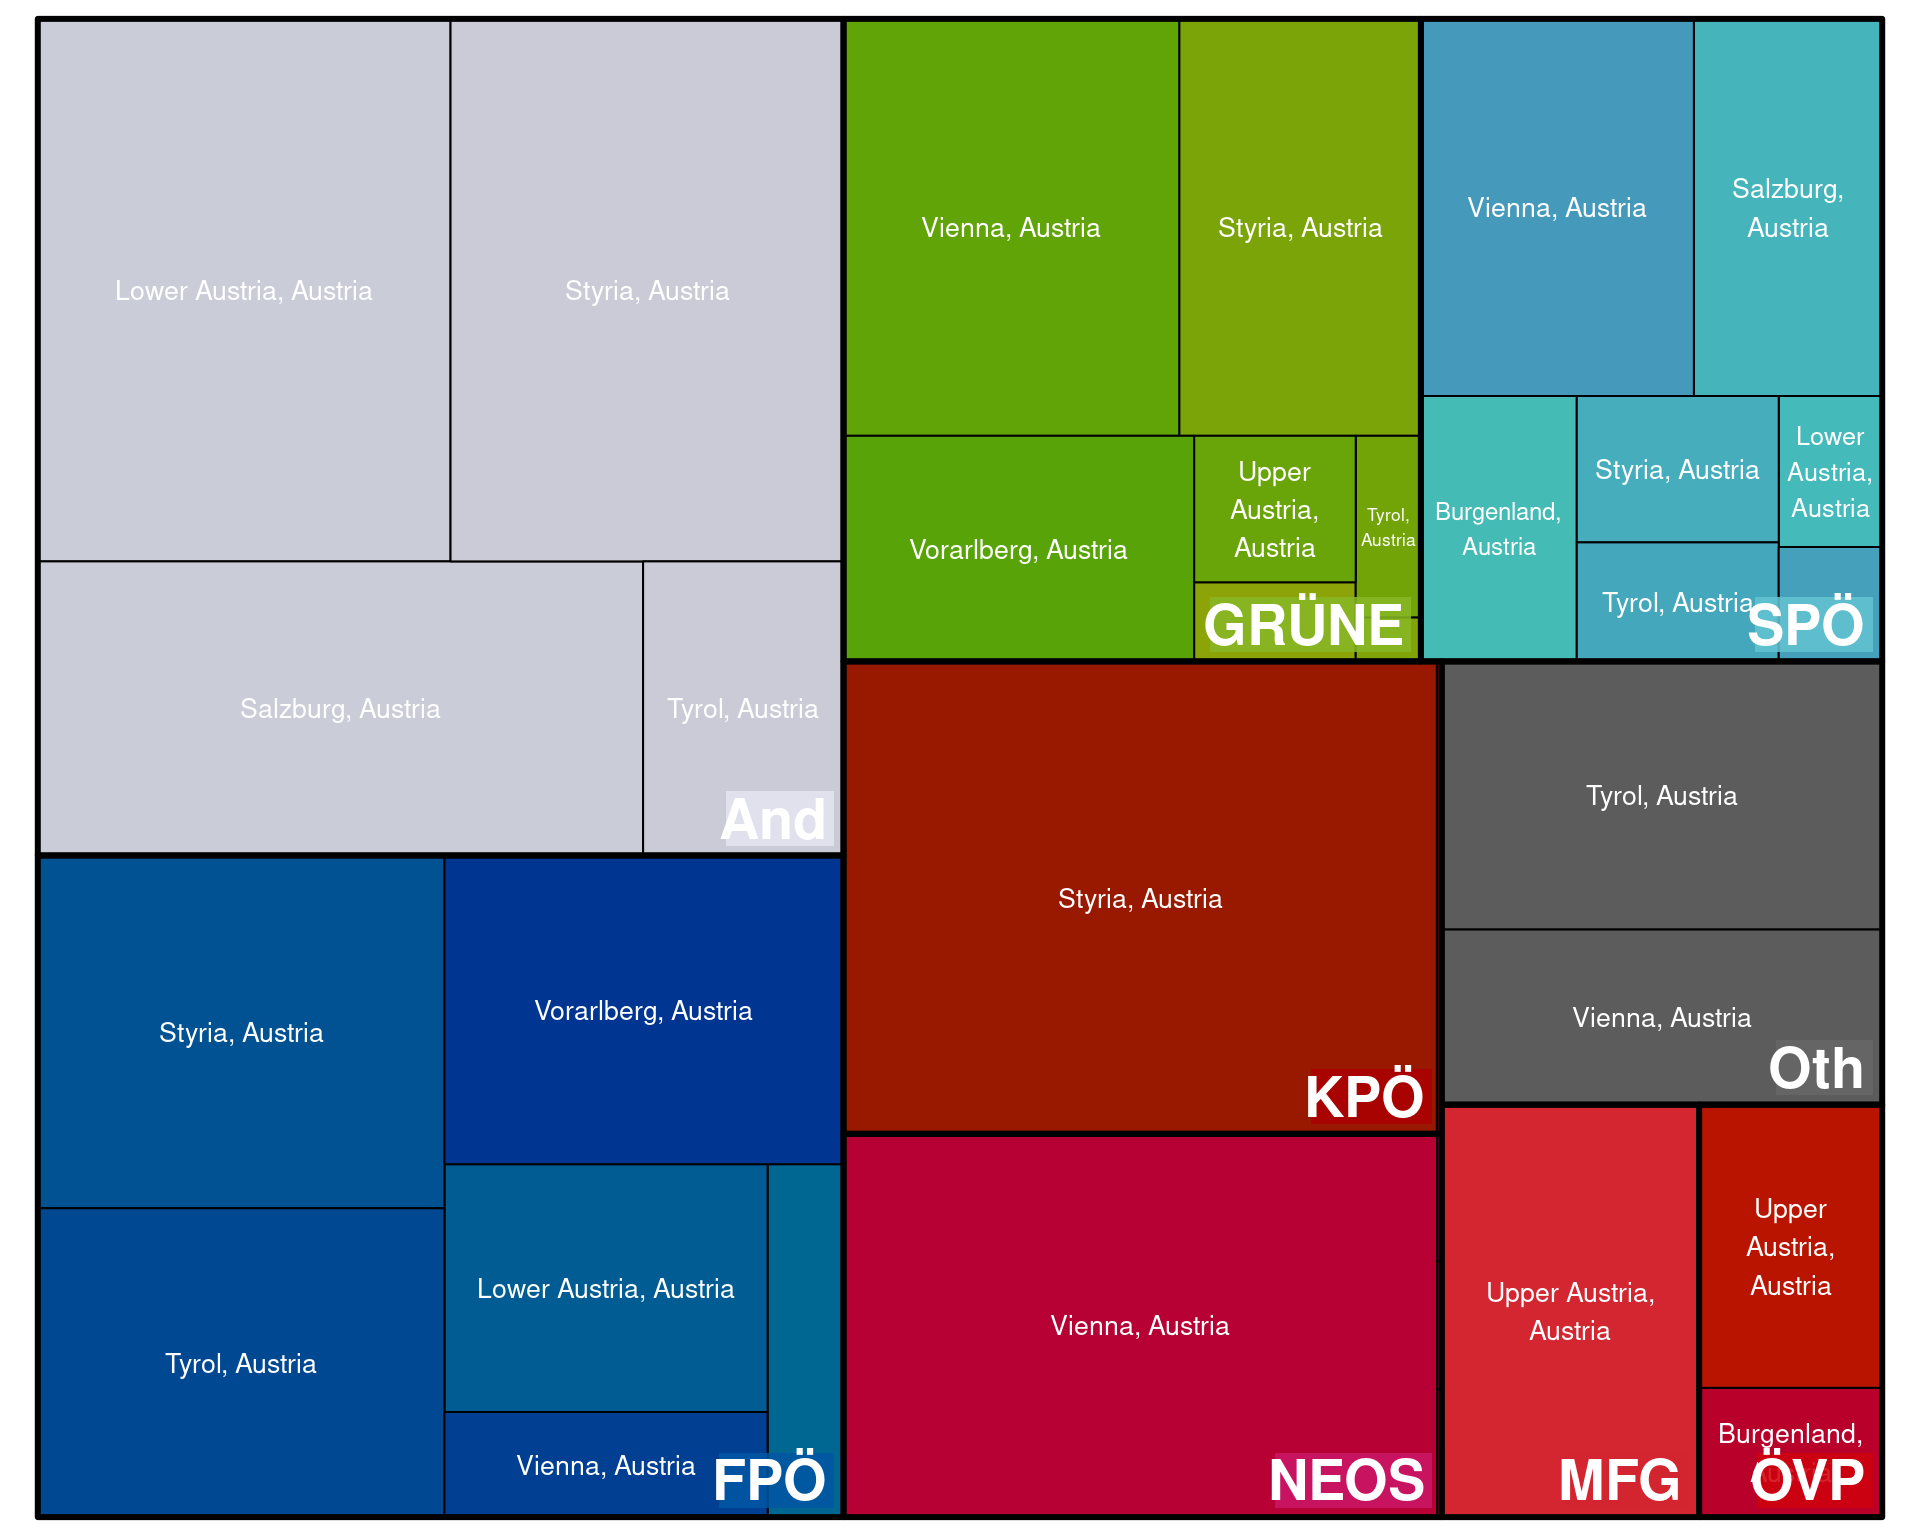 Lower Austria, Austria
Styria, Austria
Salzburg, Austria
Tyrol, Austria
And
Styria, Austria
Vorarlberg, Austria
Tyrol, Austria
Lower Austria, Austria
Vienna, Austria
FPÖ
Vienna, Austria
Styria, Austria
Vorarlberg, Austria
Upper
Austria,
Austria
Tyrol,
Austria
GRÜNE
Vienna, Austria
Salzburg,
Austria
Burgenland,
Austria
Styria, Austria
Tyrol, Austria
Lower
Austria,
Austria
SPÖ
Styria, Austria
KPÖ
Tyrol, Austria
Vienna, Austria
Oth
Vienna, Austria
NEOS
Upper Austria,
Austria
MFG
Upper
Austria,
Austria
Burgenland,
ÖVP